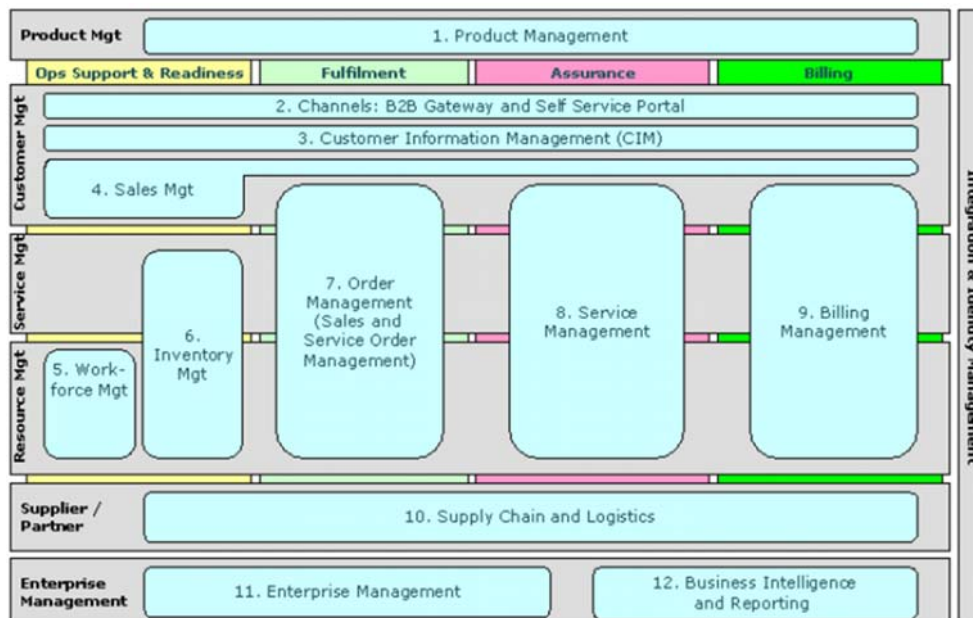 Product Mgt
1. Product Management
Ops Support & Readiness
Fulfilment
Assurance
Billing
Customer Mgt
2. Channels: B2B Gateway and Self Service Portal
3. Customer Information Management (CIM)
4. Sales Mgt
Service Mgt
Resource Mgt
5. Work-
force Mgt
6.
Inventory
Mgt
7. Order
Management
(Sales and
Service Order
Management)
8. Service
Management
9. Billing
Management
Supplier /
Partner
10. Supply Chain and Logistics
Enterprise
Management
11. Enterprise Management
12. Business Intelligence
and Reporting
Integration & Identity Managment